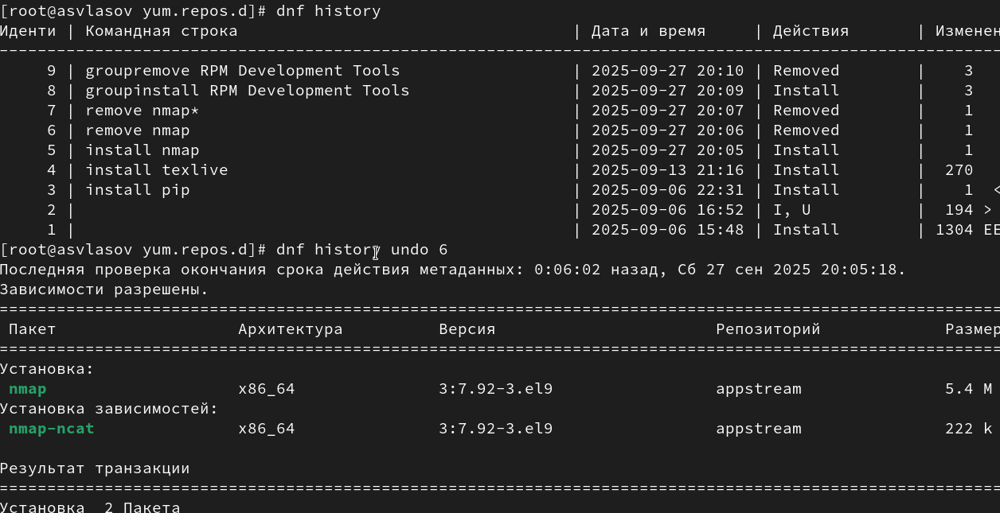 [root@asvlasov yum.repos.d]# dnf history
Иденти | Командная строка | Дата и время | Действия | Изменен
--------------------------------------------------------------------------------
9 | groupremove RPM Development Tools | 2025-09-27 20:10 | Removed | 3
8 | groupinstall RPM Development Tools | 2025-09-27 20:09 | Install | 3
7 | remove nmap* | 2025-09-27 20:07 | Removed | 1
6 | remove nmap | 2025-09-27 20:06 | Removed | 1
5 | install nmap | 2025-09-27 20:05 | Install | 1
4 | install texlive | 2025-09-13 21:16 | Install | 270
3 | install pip | 2025-09-06 22:31 | Install | 1 <
2 | | 2025-09-06 16:52 | I, U | 194 >
1 | | 2025-09-06 15:48 | Install | 1304 EE
[root@asvlasov yum.repos.d]# dnf history undo 6
Последняя проверка окончания срока действия метаданных: 0:06:02 назад, Сб 27 сен 2025 20:05:18.
Зависимости разрешены.
================================================================================
Пакет Архитектура Версия Репозиторий Размер
================================================================================
Установка:
nmap x86_64 3:7.92-3.el9 appstream 5.4 M
Установка зависимостей:
nmap-ncat x86_64 3:7.92-3.el9 appstream 222 k
Результат транзакции
================================================================================
Установка 2 Пакета